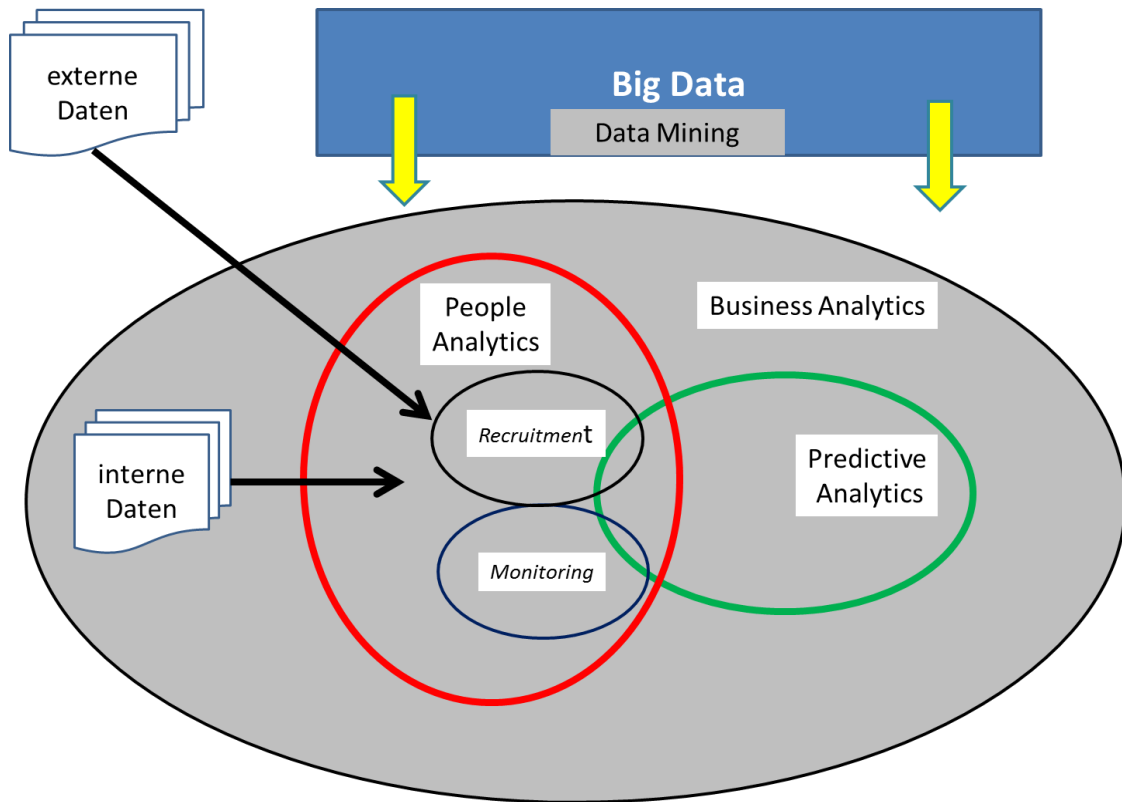 externe
Daten
Big Data
Data Mining
People
Analytics
Business Analytics
Recruitment
Predictive
Analytics
interne
Daten
Monitoring